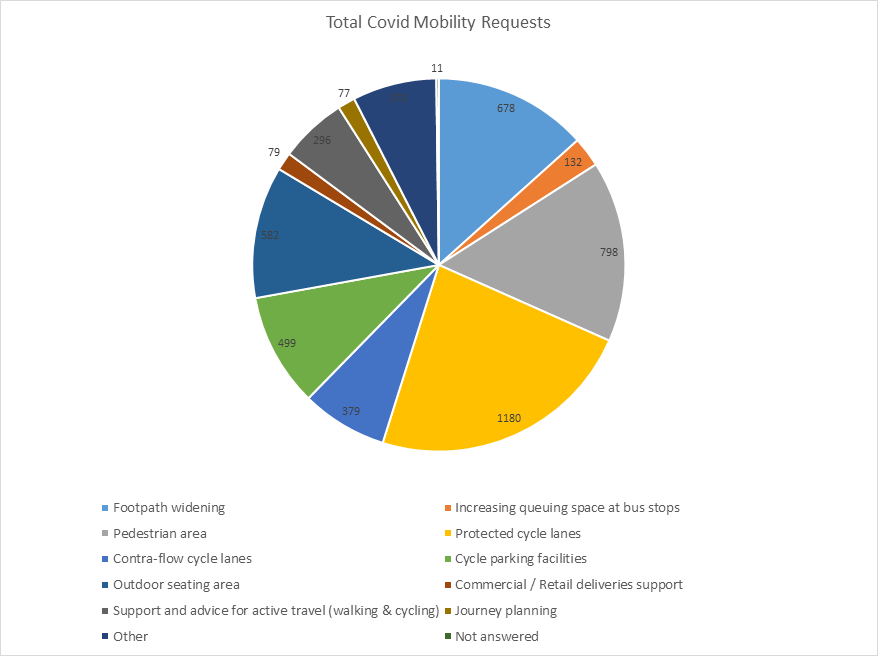 Total Covid Mobility Requests
11
678
77
296
132
79
582
798
499
379
1180
Footpath widening
Increasing queuing space at bus stops
Pedestrian area
Protected cycle lanes
Contra-flow cycle lanes
Cycle parking facilities
Outdoor seating area
Commercial / Retail deliveries support
Support and advice for active travel (walking & cycling)
Journey planning
Other
Not answered